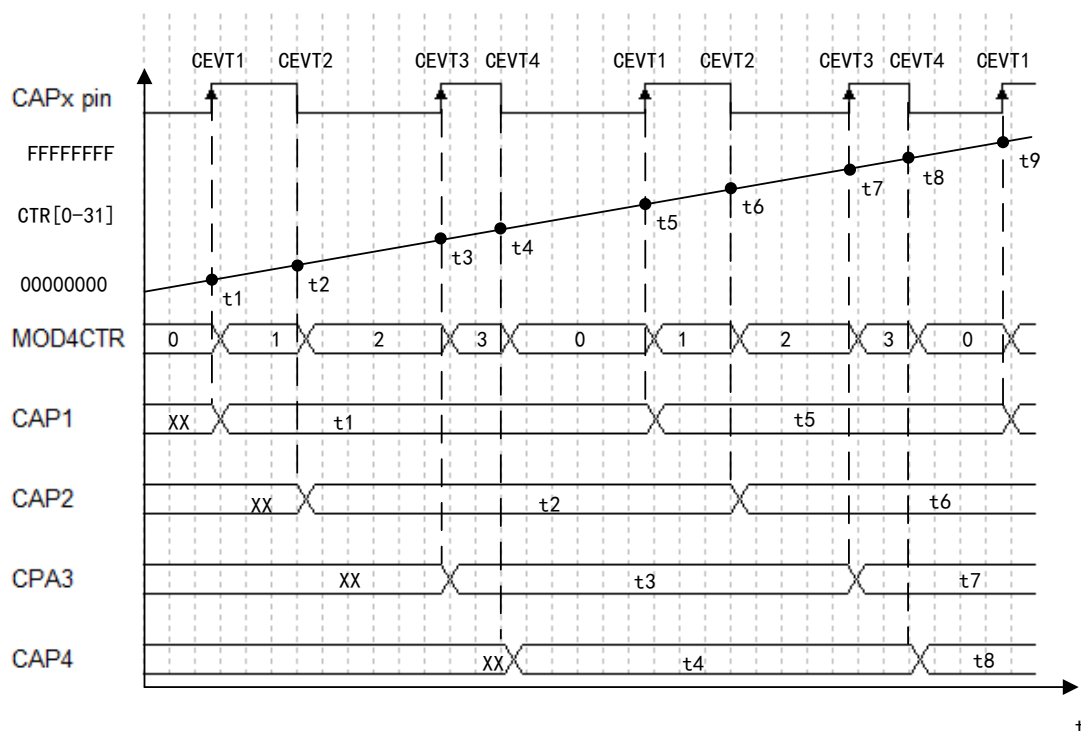 CEVT1 CEVT2 CEVT3 CEVT4 CEVT1 CEVT2 CEVT3 CEVT4 CEVT1
CAPx pin
FFFFFFFF
CTR[0-31]
00000000
t1 t2 t3 t4 t5 t6 t7 t8 t9
MOD4CTR 0 1 2 3 0 1 2 3 0
CAP1 XX t1 t5
CAP2 XX t2 t6
CPA3 XX t3 t7
CAP4 XX t4 t8
t